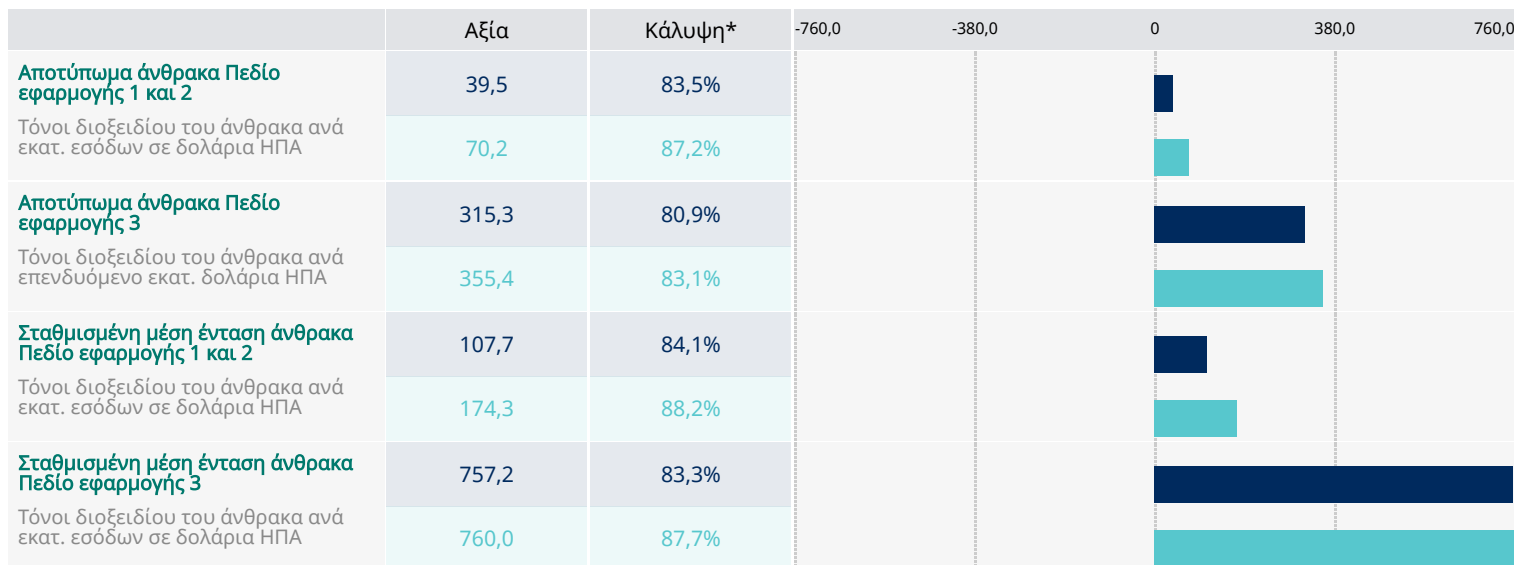 Αξία Κάλυψη* -760,0 -380,0 0 380,0 760,0
Αποτύπωμα άνθρακα Πεδίο
εφαρμογής 1 και 2
Τόνοι διοξειδίου του άνθρακα ανά
εκατ. εσόδων σε δολάρια ΗΠΑ
39,5 83,5%
70,2 87,2%
Αποτύπωμα άνθρακα Πεδίο
εφαρμογής 3
Τόνοι διοξειδίου του άνθρακα ανά
επενδυόμενο εκατ. δολάρια ΗΠΑ
315,3 80,9%
355,4 83,1%
Σταθμισμένη μέση ένταση άνθρακα
Πεδίο εφαρμογής 1 και 2
Τόνοι διοξειδίου του άνθρακα ανά
εκατ. εσόδων σε δολάρια ΗΠΑ
107,7 84,1%
174,3 88,2%
Σταθμισμένη μέση ένταση άνθρακα
Πεδίο εφαρμογής 3
Τόνοι διοξειδίου του άνθρακα ανά
εκατ. εσόδων σε δολάρια ΗΠΑ
757,2 83,3%
760,0 87,7%